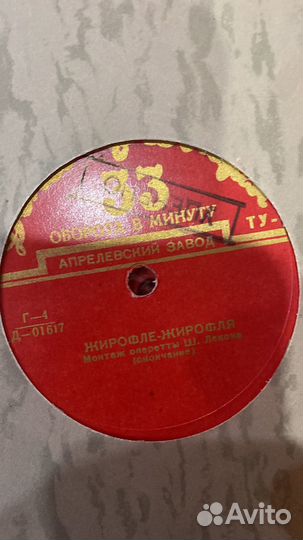 33
ОБОРОТА В МИНУТУ
АПРЕЛЕВСКИЙ ЗАВОД
ТУ-
Г—4
Д—01617
ЖИРОФЛЕ-ЖИРОФЛЯ
Монтаж оперетты Ш. Лекока
(окончание)
Avito